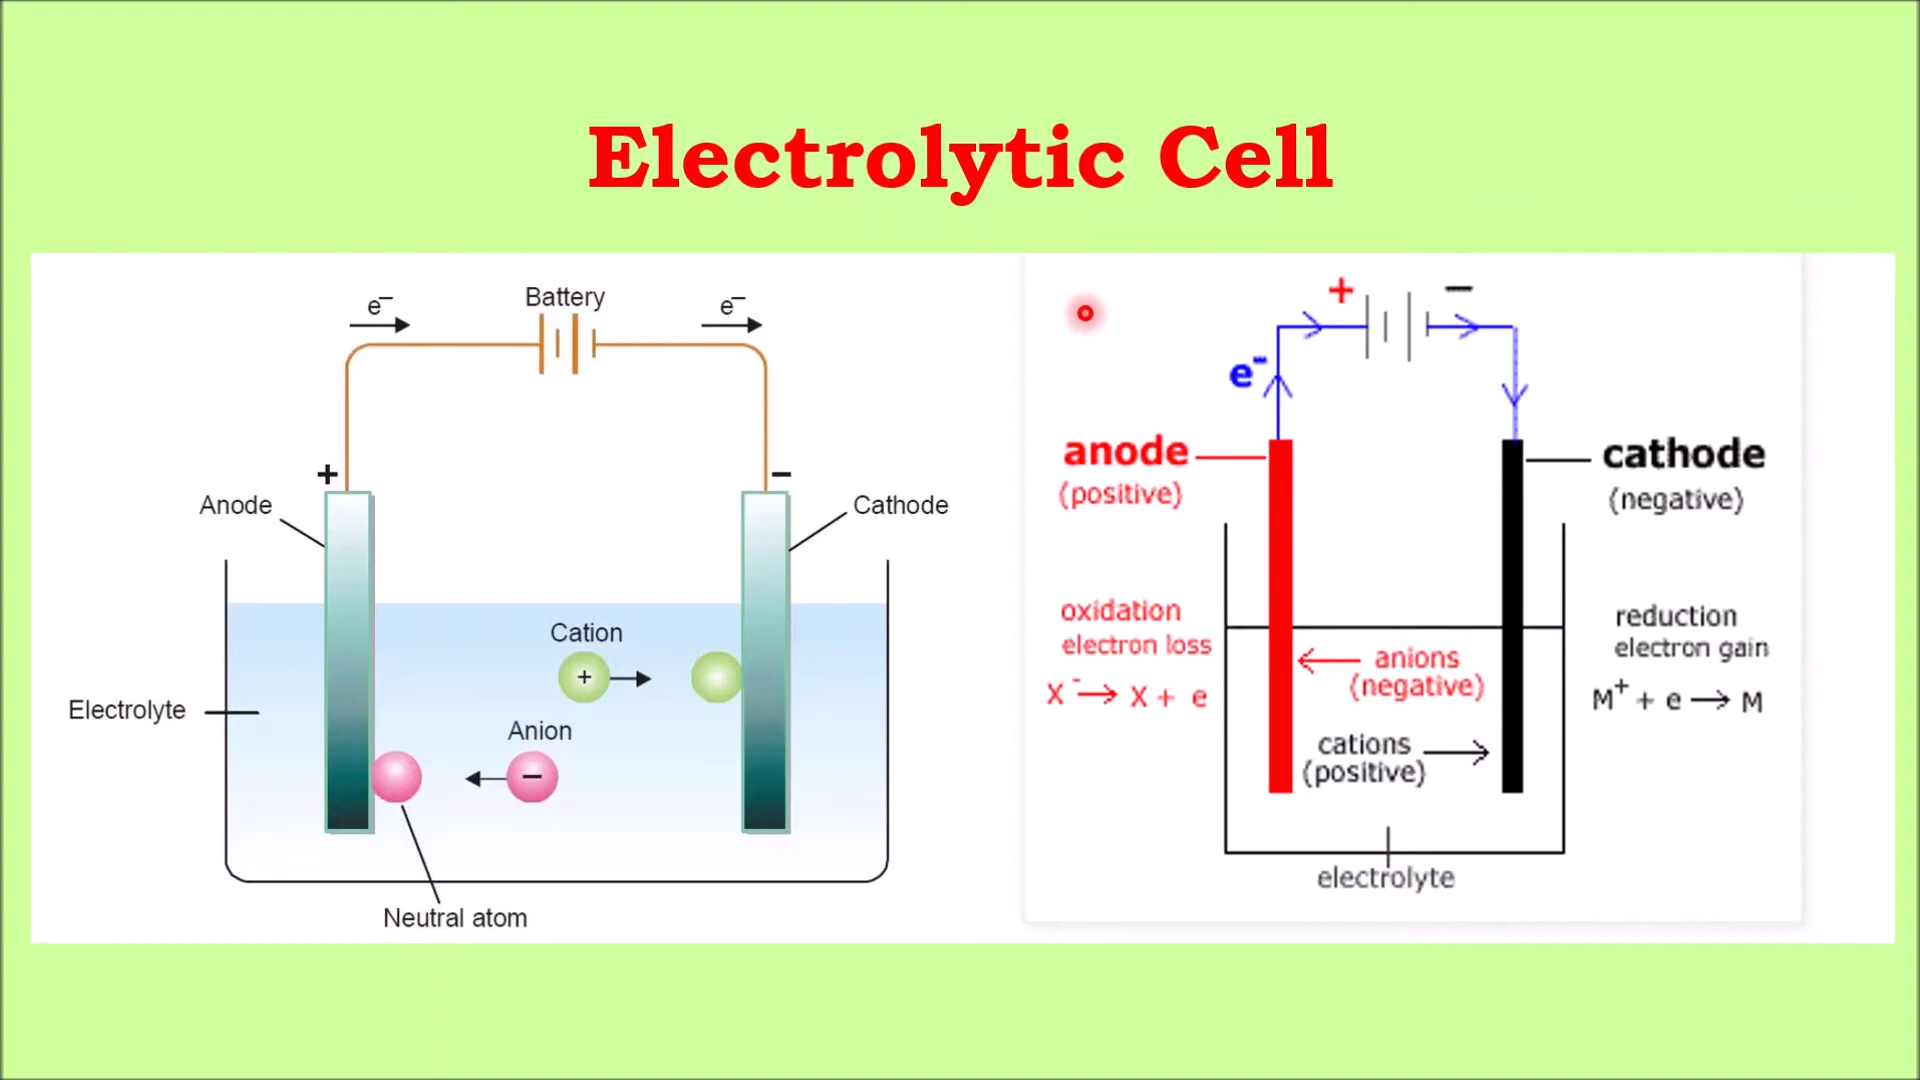 Electrolytic Cell
e− Battery e−
+ −
Anode
Cathode
Cation
+
Electrolyte
Anion
−
Neutral atom
+ −
e-
anode
(positive)
cathode
(negative)
oxidation
electron loss
X⁻ → X + e
anions
(negative)
cations
(positive)
reduction
electron gain
M⁺ + e → M
electrolyte